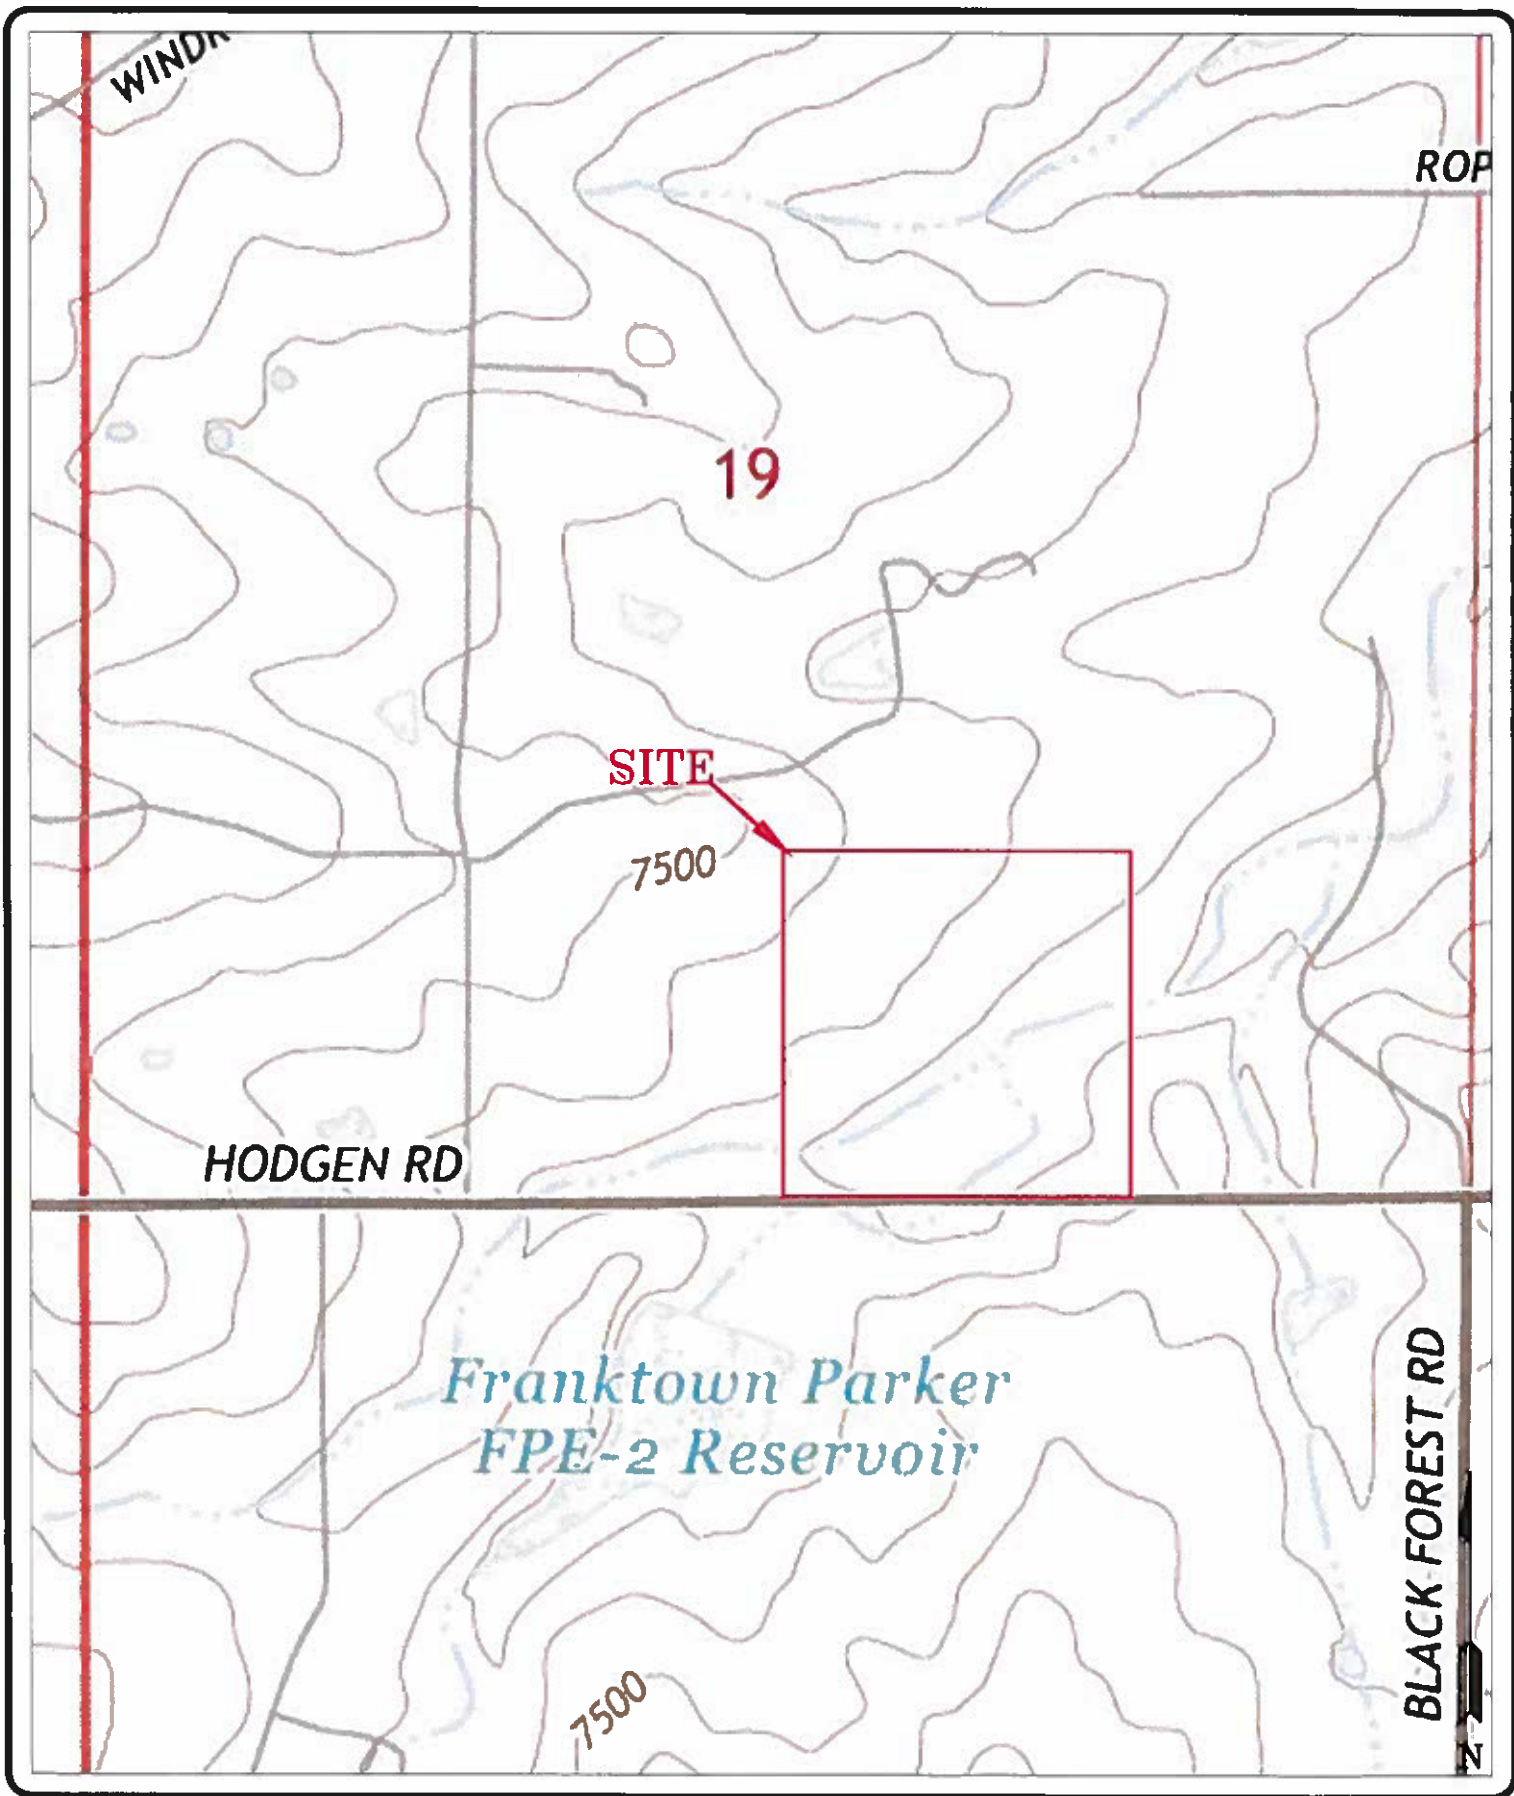 WINDR
ROP
19
SITE
7500
HODGEN RD
Franktown Parker
FPE-2 Reservoir
BLACK FOREST RD
7500
N